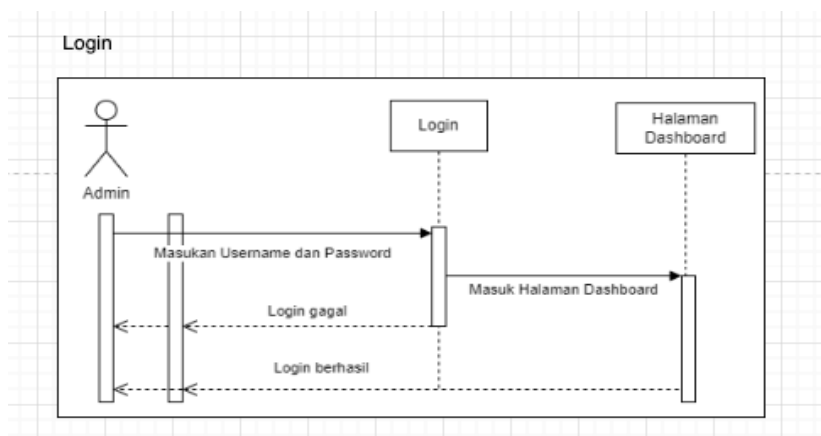 Login
Login
Halaman
Dashboard
Admin
Masukan Username dan Password
Masuk Halaman Dashboard
Login gagal
Login berhasil